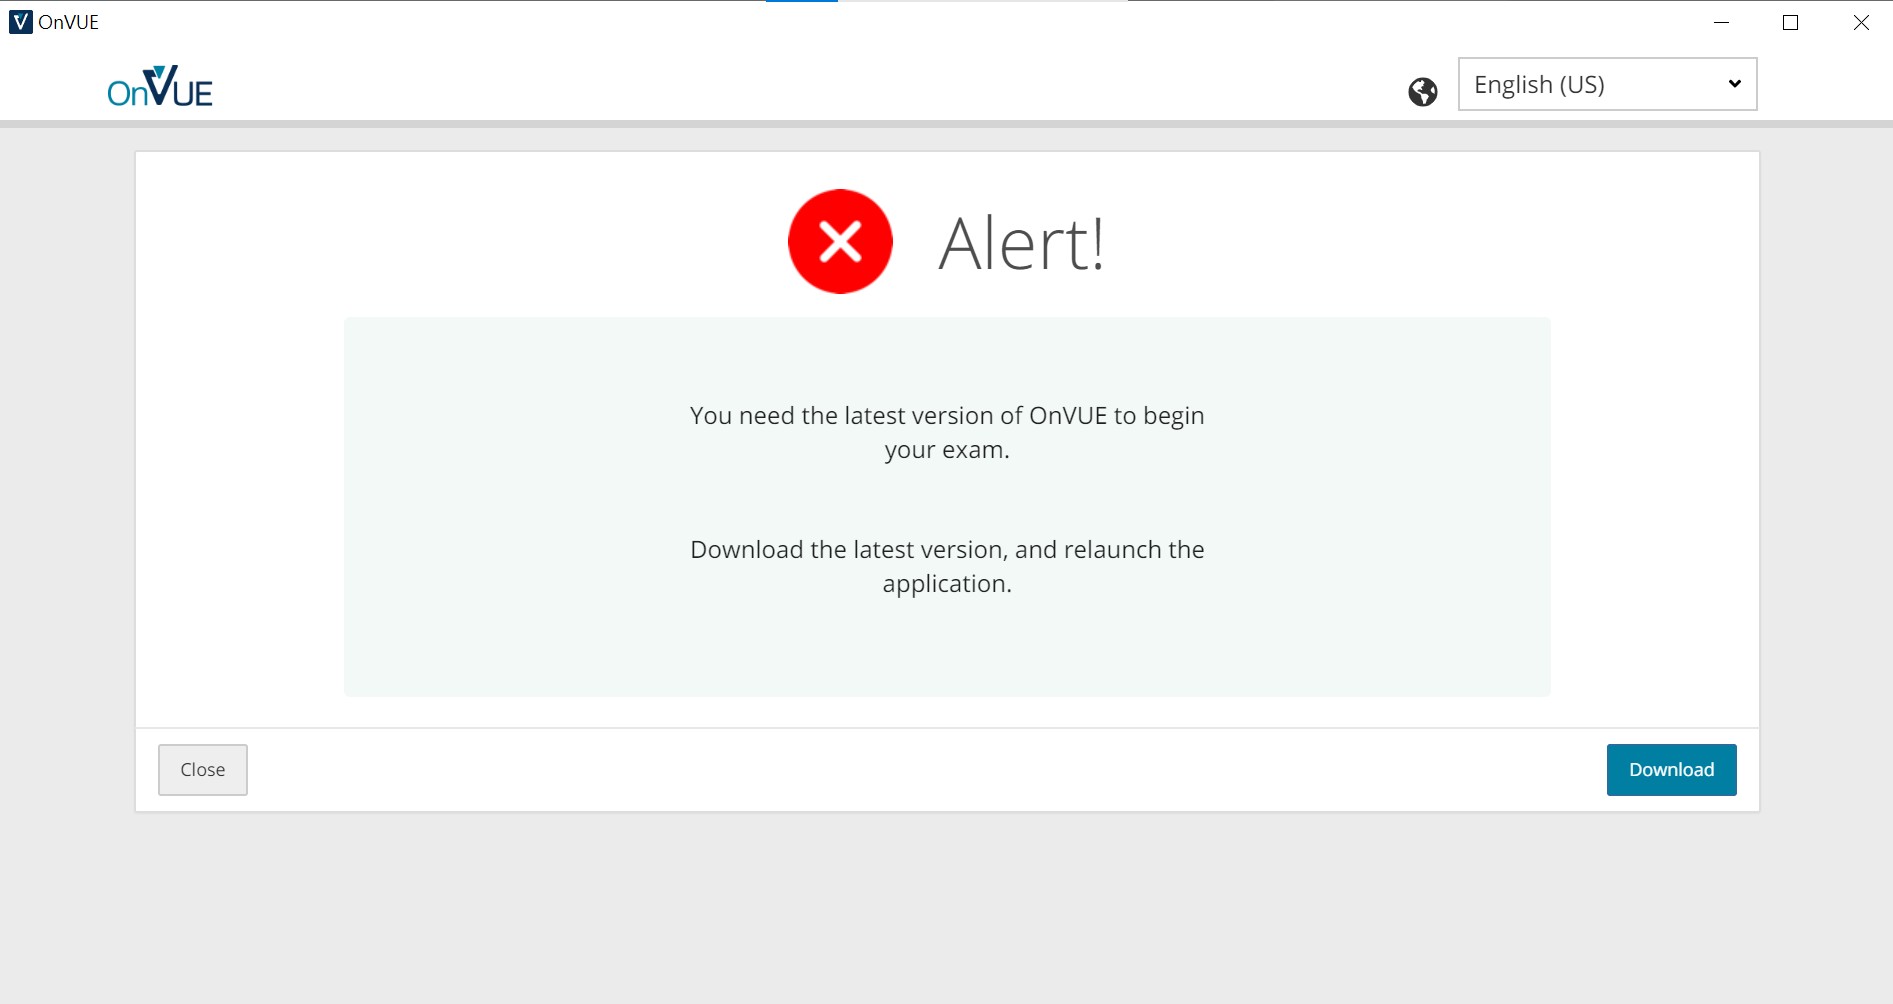 OnVUE
OnVUE
English (US)
Alert!
You need the latest version of OnVUE to begin
your exam.
Download the latest version, and relaunch the
application.
Close
Download